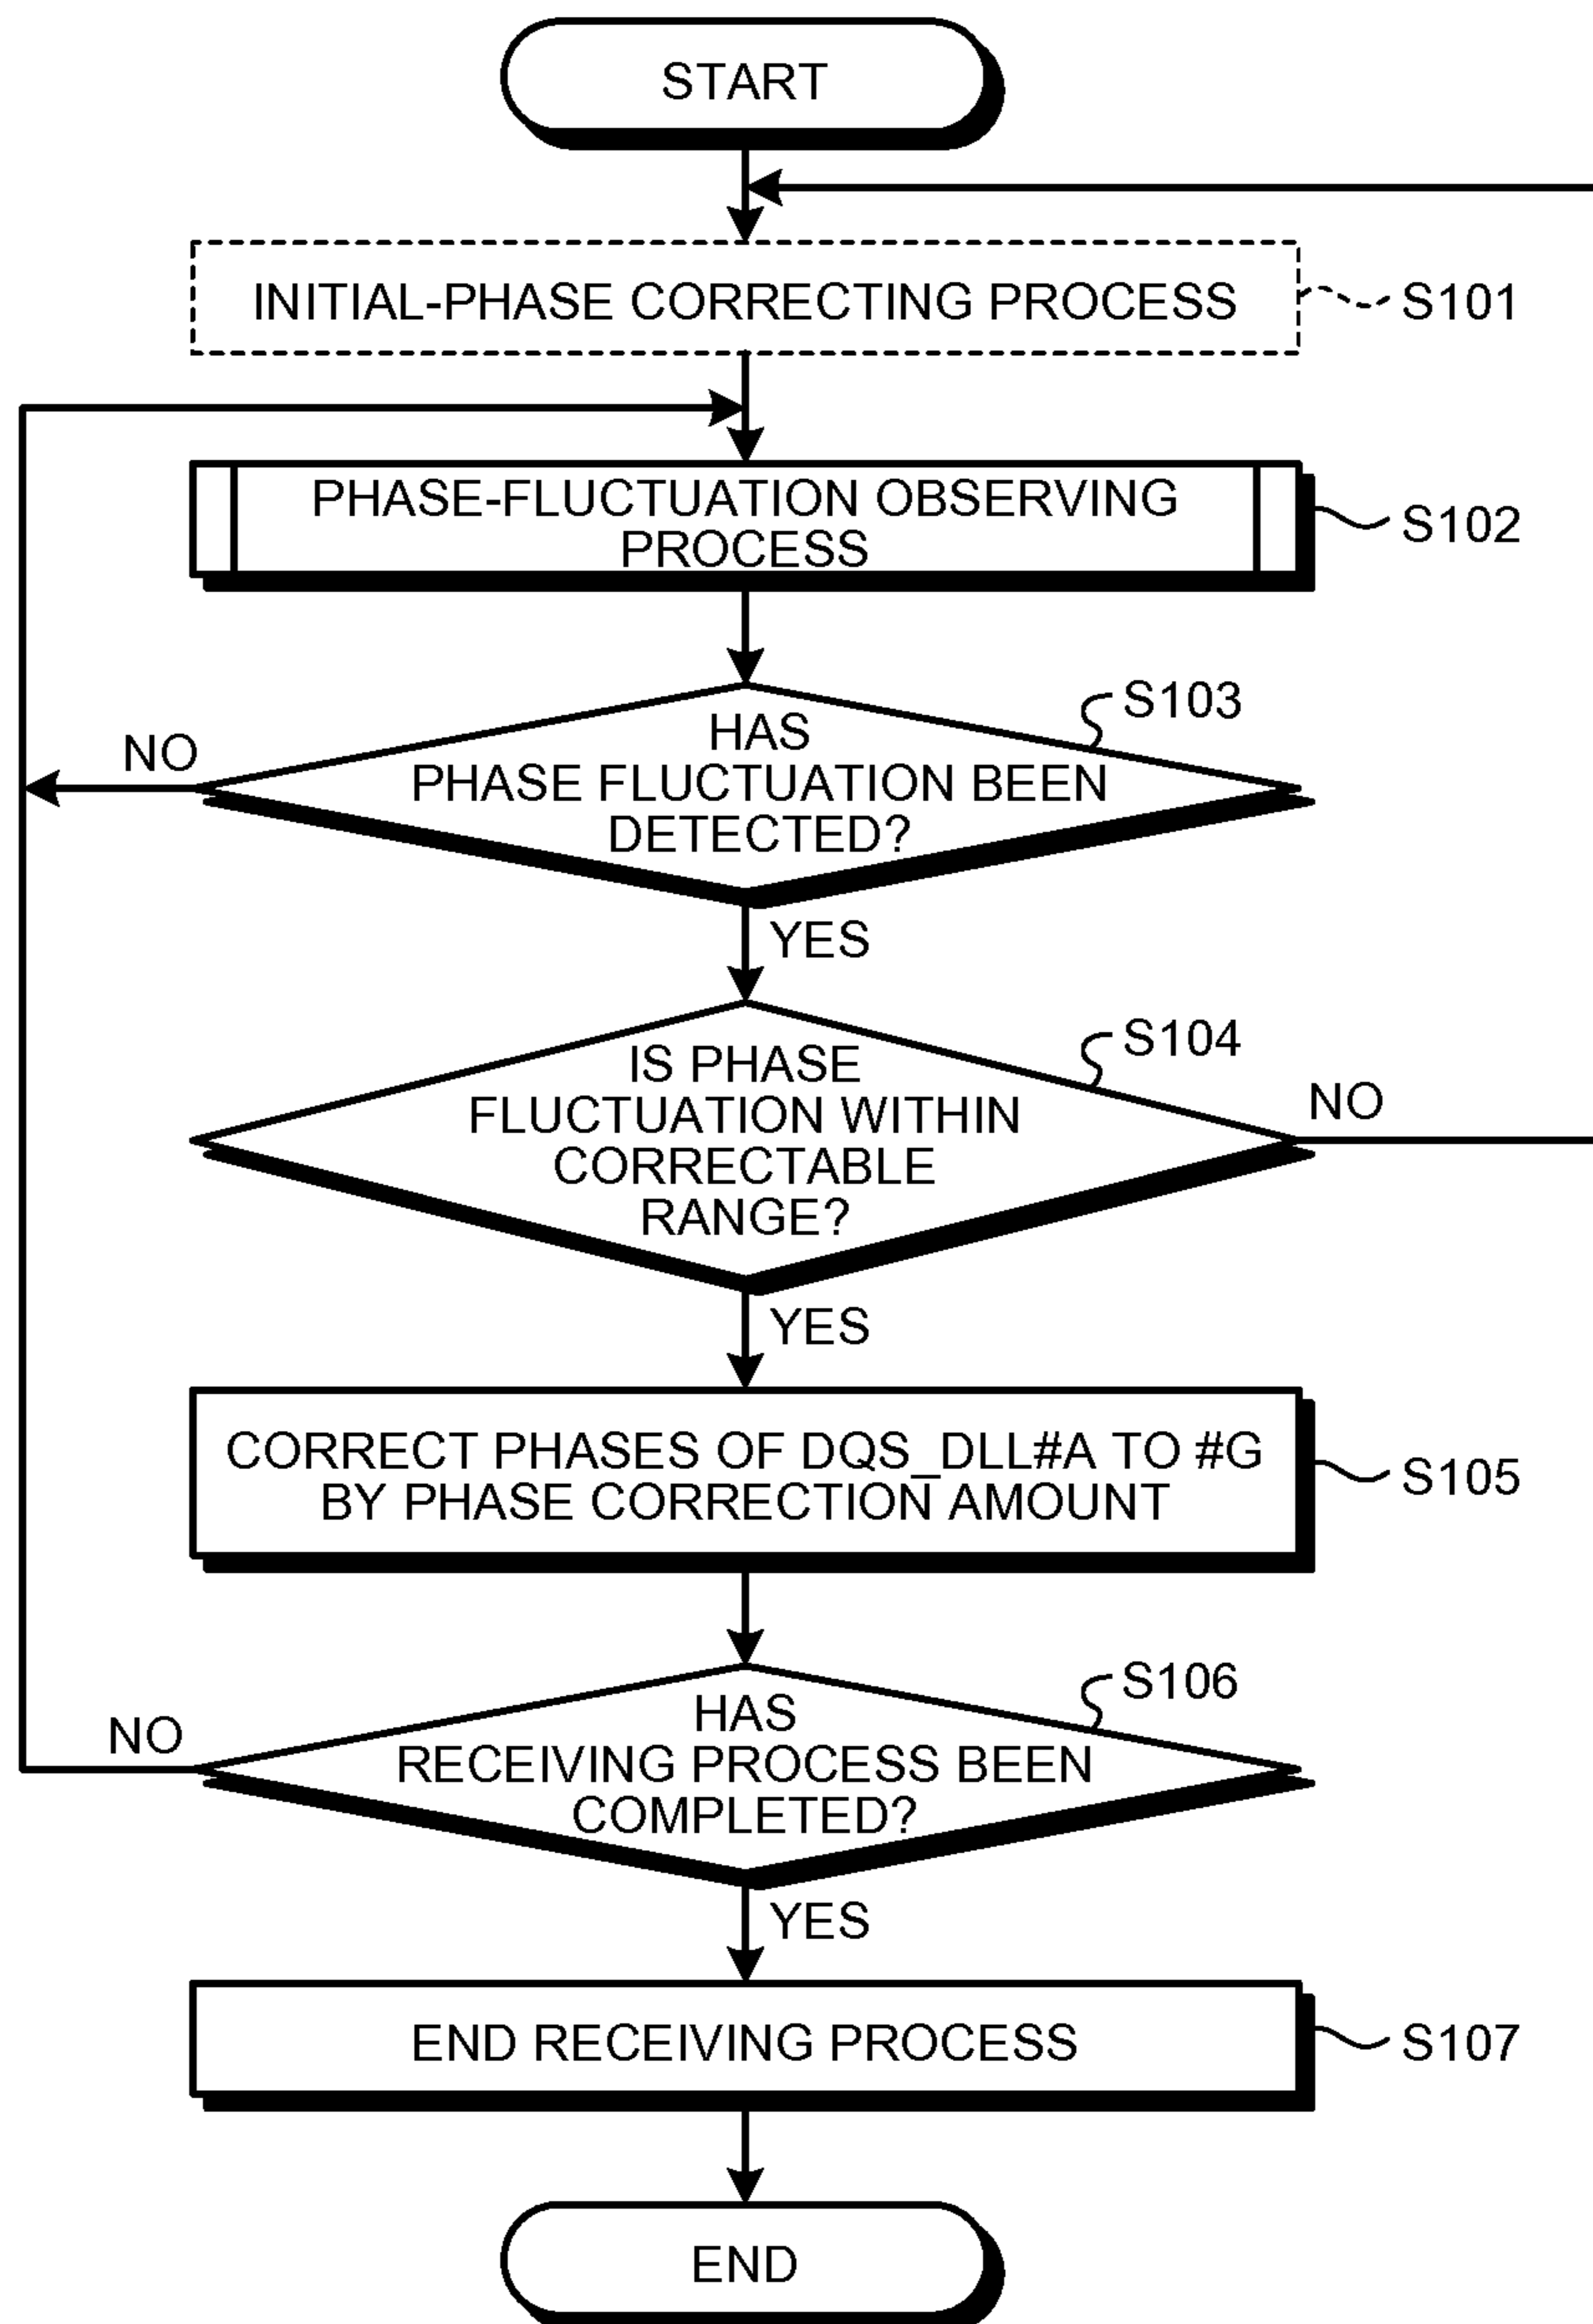 START
INITIAL-PHASE CORRECTING PROCESS
S101
PHASE-FLUCTUATION OBSERVING
PROCESS
S102
S103
HAS
PHASE FLUCTUATION BEEN
DETECTED?
NO
YES
S104
IS PHASE
FLUCTUATION WITHIN
CORRECTABLE
RANGE?
NO
YES
CORRECT PHASES OF DQS_DLL#A TO #G
BY PHASE CORRECTION AMOUNT
S105
S106
HAS
RECEIVING PROCESS BEEN
COMPLETED?
NO
YES
END RECEIVING PROCESS
S107
END